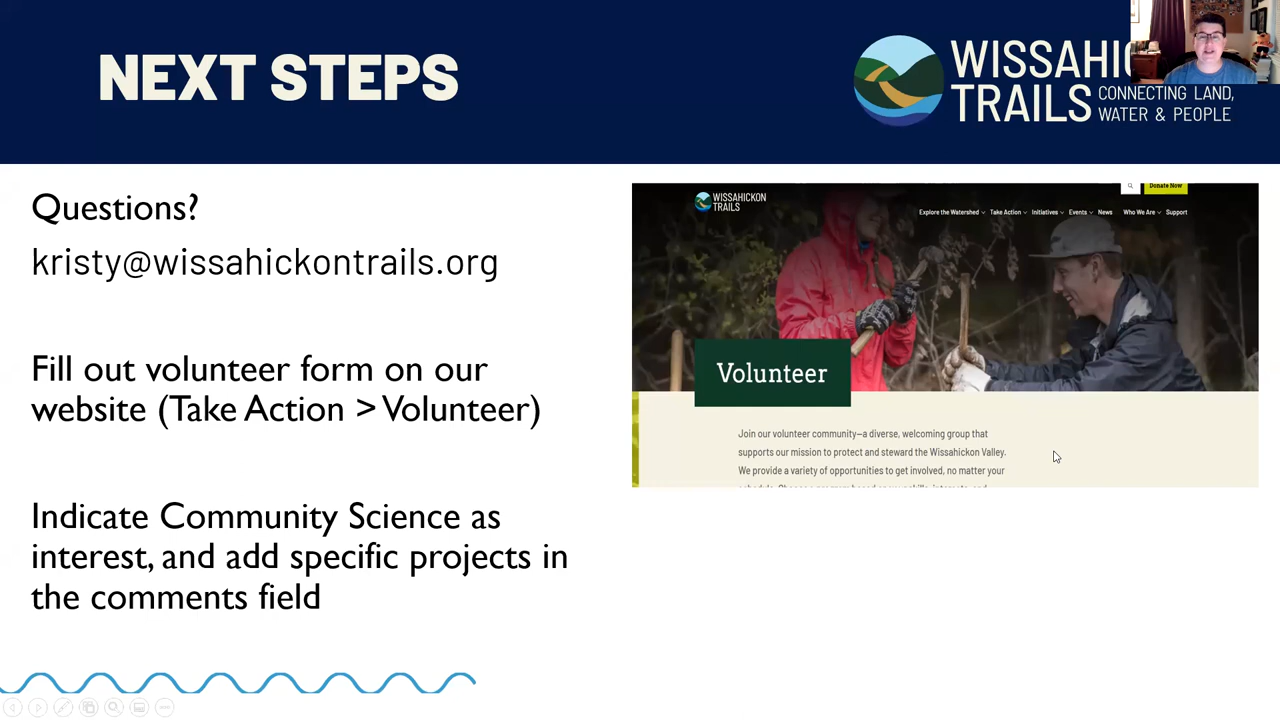 NEXT STEPS
TRAILS
CONNECTING LAND,
WATER & PEOPLE
Questions?
kristy@wissahickontrails.org
Fill out volunteer form on our
website (Take Action > Volunteer)
Indicate Community Science as
interest, and add specific projects in
the comments field
Donate Now
WISSAHICKON
TRAILS
Explore the Watershed Take Action Initiatives Events News Who We Are Support
Volunteer
Join our volunteer community—a diverse, welcoming group that
supports our mission to protect and steward the Wissahickon Valley.
We provide a variety of opportunities to get involved, no matter your